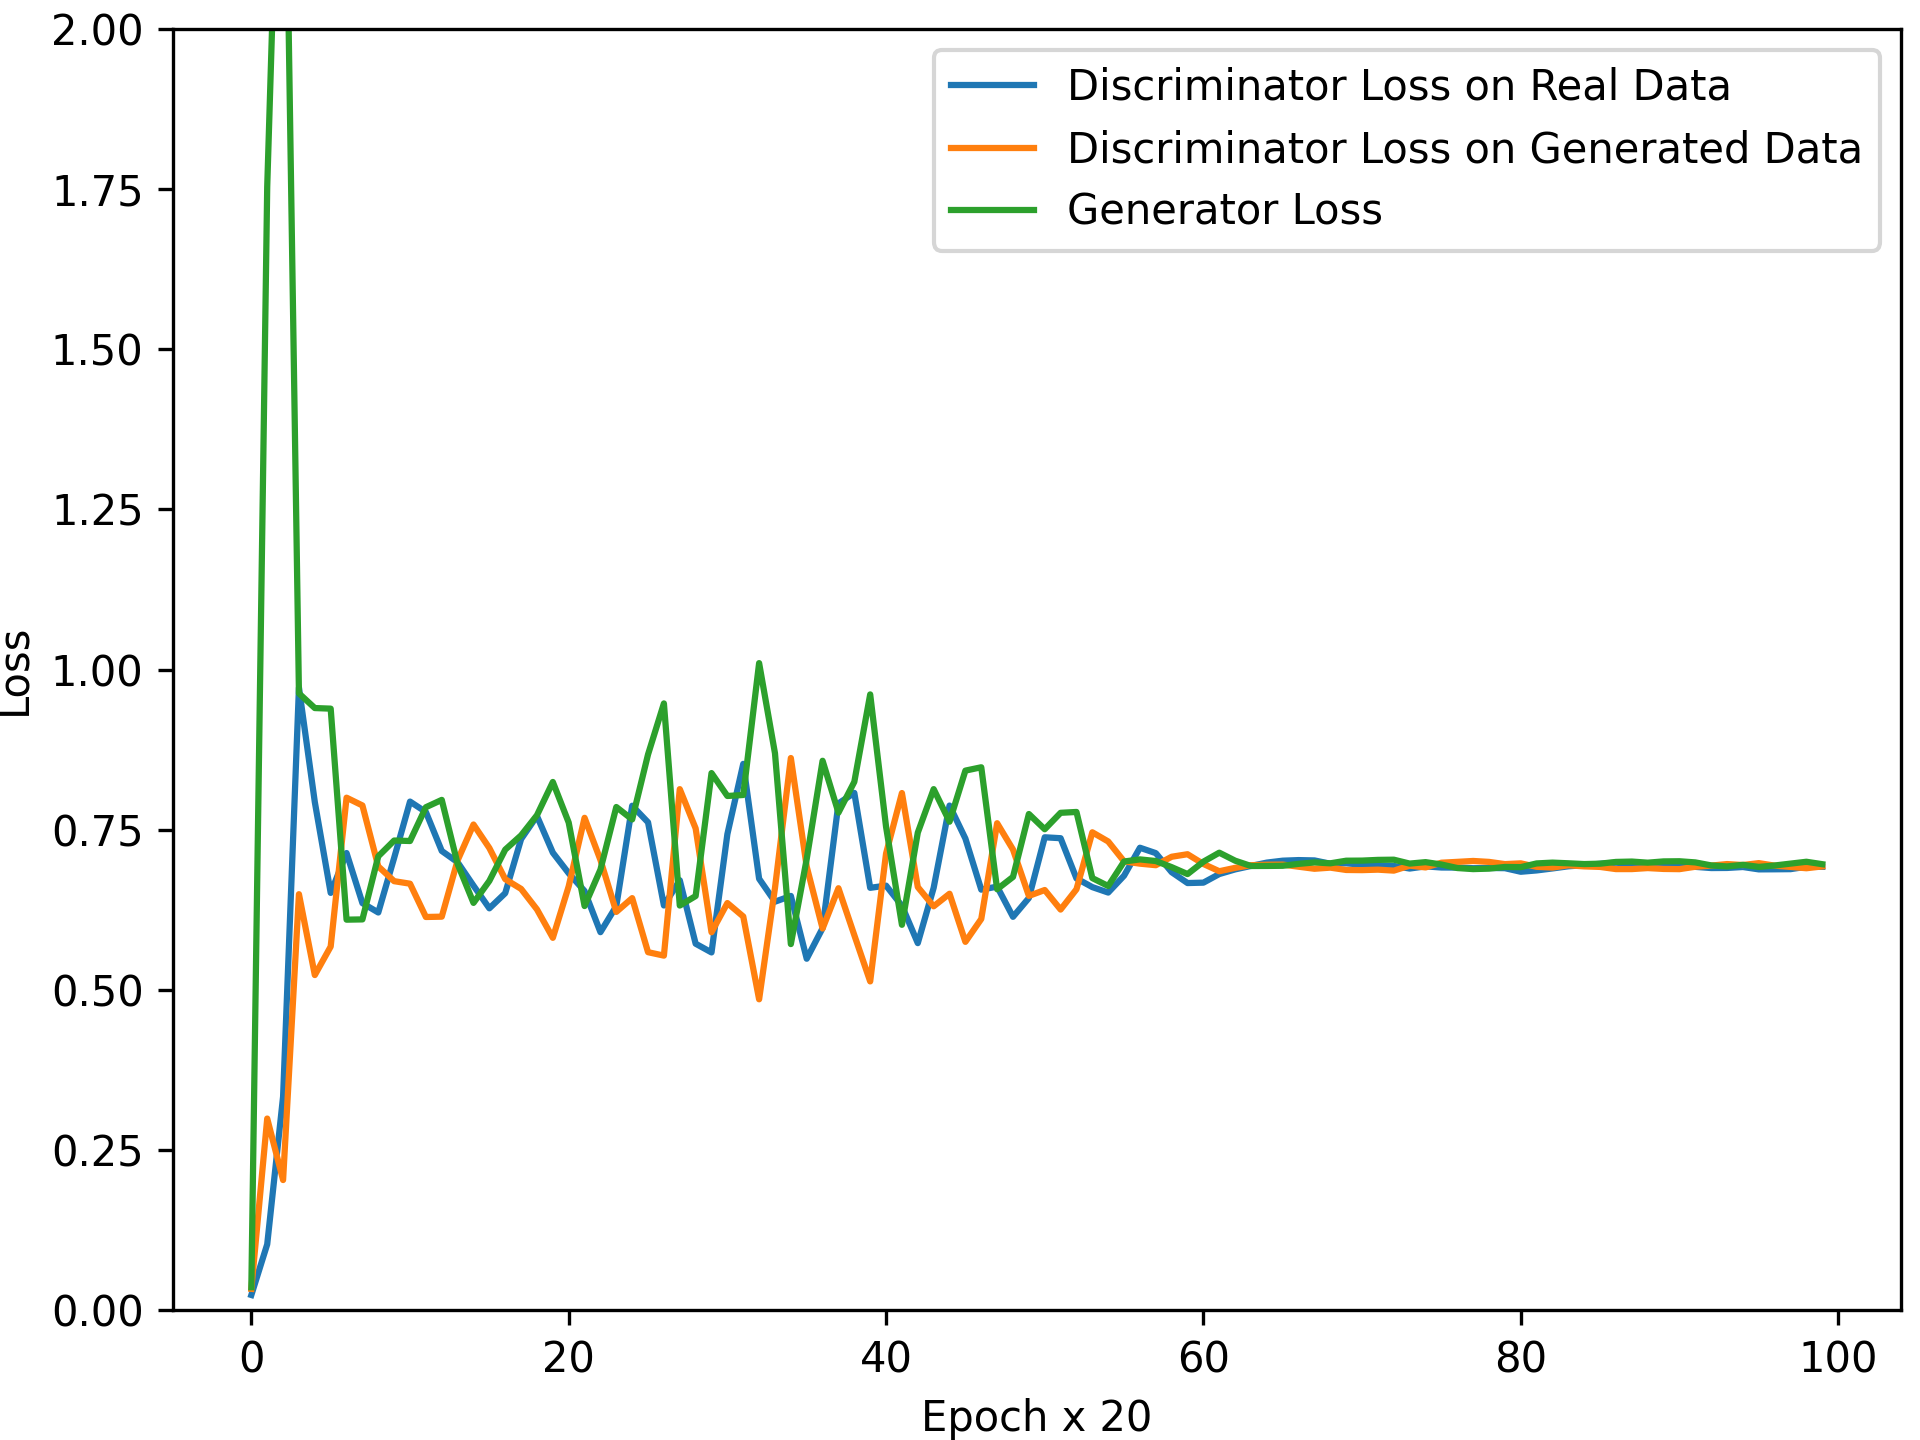 2.00
1.75
1.50
1.25
1.00
0.75
0.50
0.25
0.00
Loss
Discriminator Loss on Real Data
Discriminator Loss on Generated Data
Generator Loss
0 20 40 60 80 100
Epoch x 20